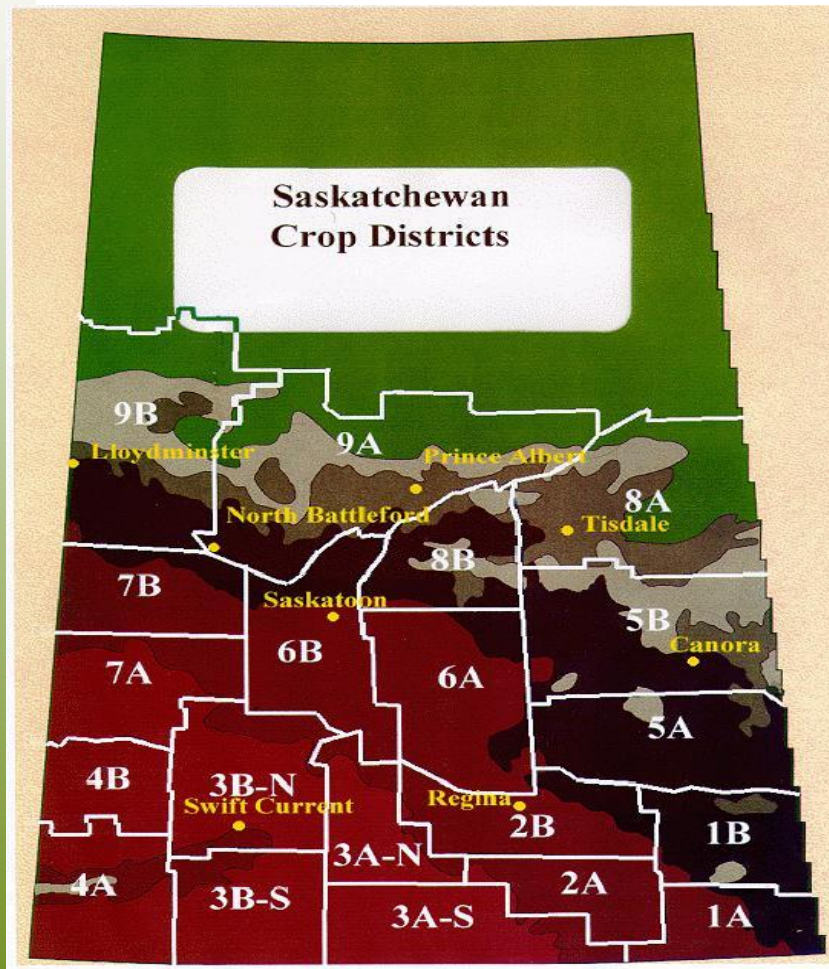 Saskatchewan
Crop Districts
9B
9A
Lloydminster
Prince Albert
8A
North Battleford
Tisdale
8B
7B
Saskatoon
5B
6B
Canora
7A
6A
5A
4B
3B-N
Swift Current
Regina
2B
1B
3A-N
4A
3B-S
2A
3A-S
1A